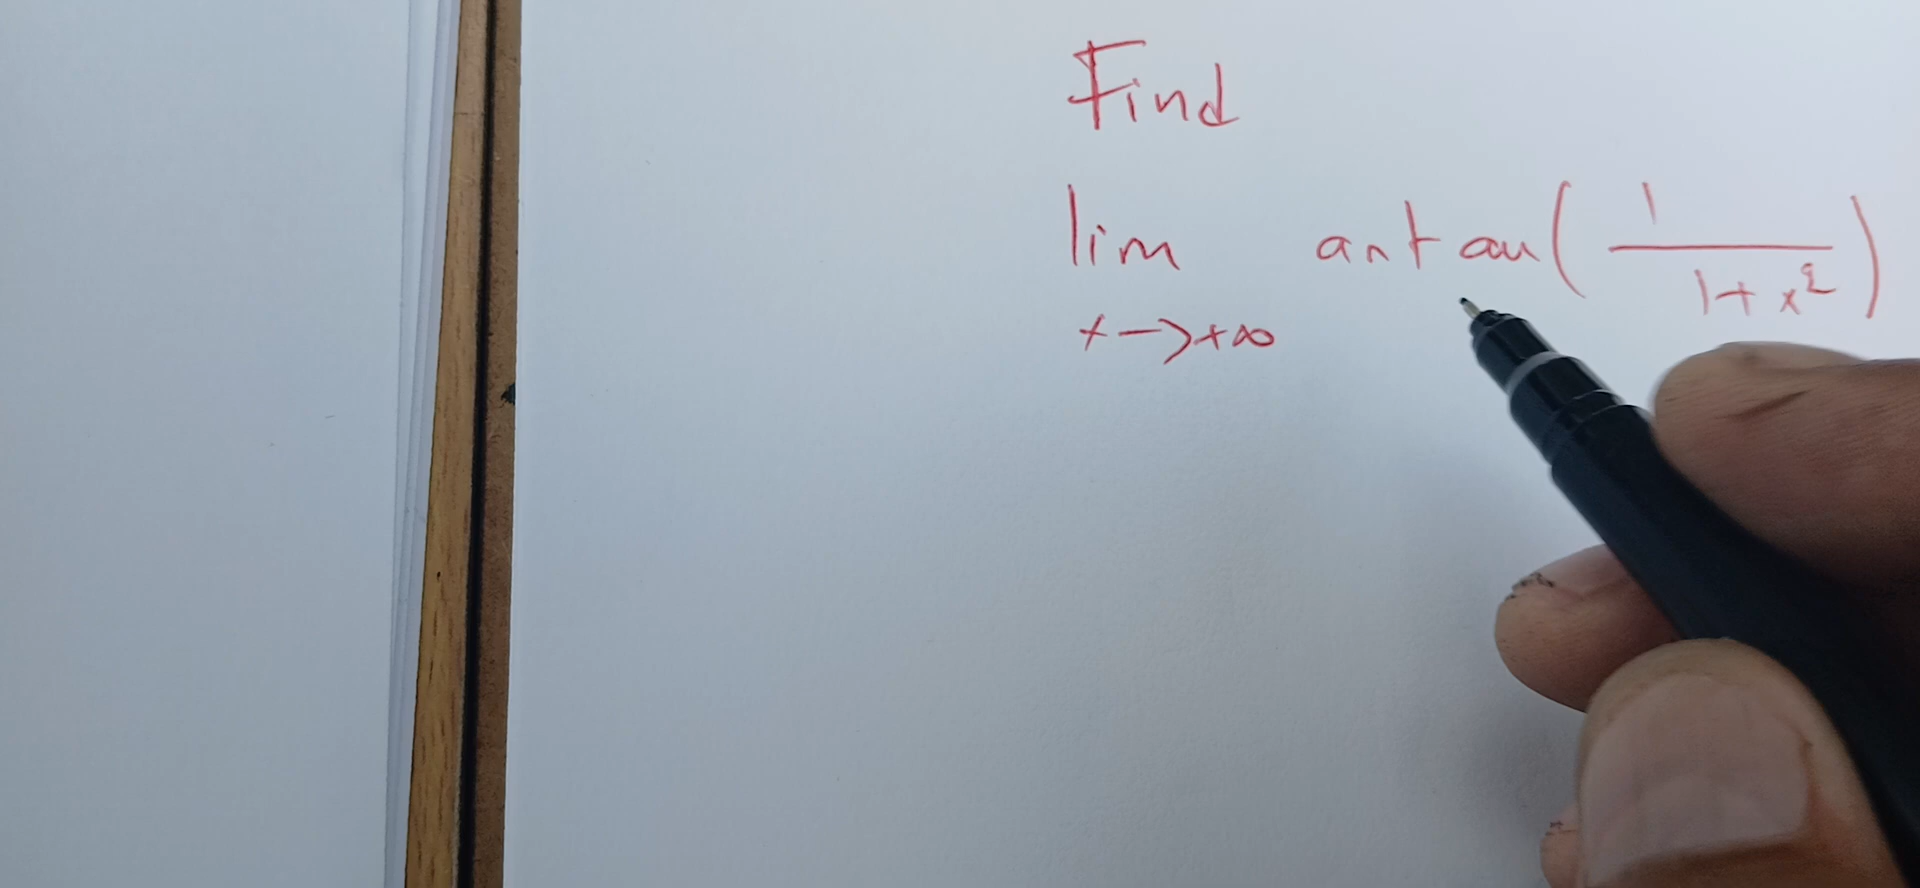 Find
lim antan( 1 / 1+x² )
x→+∞